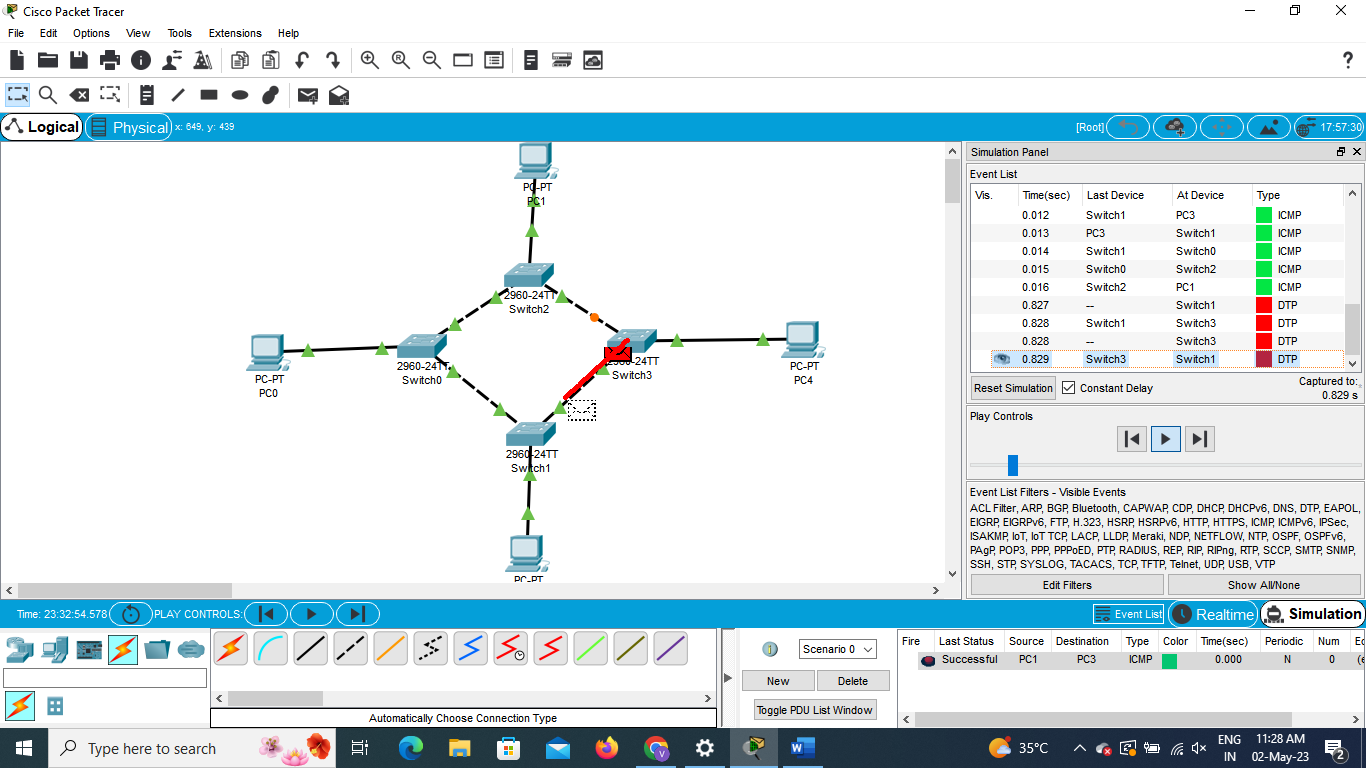 Cisco Packet Tracer
File Edit Options View Tools Extensions Help
Logical
Physical
x: 649, y: 439
[Root]
17:57:30
PC-PT
PC1
2960-24TT
Switch2
PC-PT
PC0
2960-24TT
Switch0
2960-24TT
Switch3
PC-PT
PC4
2960-24TT
Switch1
PC-PT
Simulation Panel
Event List
Vis. Time(sec) Last Device At Device Type
0.012 Switch1 PC3 ICMP
0.013 PC3 Switch1 ICMP
0.014 Switch1 Switch0 ICMP
0.015 Switch0 Switch2 ICMP
0.016 Switch2 PC1 ICMP
0.827 -- Switch1 DTP
0.828 Switch1 Switch3 DTP
0.828 -- Switch3 DTP
0.829 Switch3 Switch1 DTP
Reset Simulation
Constant Delay
Captured to:
0.829 s
Play Controls
Event List Filters - Visible Events
ACL Filter, ARP, BGP, Bluetooth, CAPWAP, CDP, DHCP, DHCPv6, DNS, DTP, EAPOL,
EIGRP, EIGRPv6, FTP, H.323, HSRP, HSRPv6, HTTP, HTTPS, ICMP, ICMPv6, IPSec,
ISAKMP, IoT, IoT TCP, LACP, LLDP, Meraki, NDP, NETFLOW, NTP, OSPF, OSPFv6,
PAgP, POP3, PPP, PPPoED, PTP, RADIUS, REP, RIP, RIPng, RTP, SCCP, SMTP, SNMP,
SSH, STP, SYSLOG, TACACS, TCP, TFTP, Telnet, UDP, USB, VTP
Edit Filters
Show All/None
Time: 23:32:54.578
PLAY CONTROLS:
Event List
Realtime
Simulation
Automatically Choose Connection Type
Scenario 0
New
Delete
Toggle PDU List Window
Fire Last Status Source Destination Type Color Time(sec) Periodic Num Ec
Successful PC1 PC3 ICMP 0.000 N 0 (e
Type here to search
35°C
ENG
IN
11:28 AM
02-May-23
2